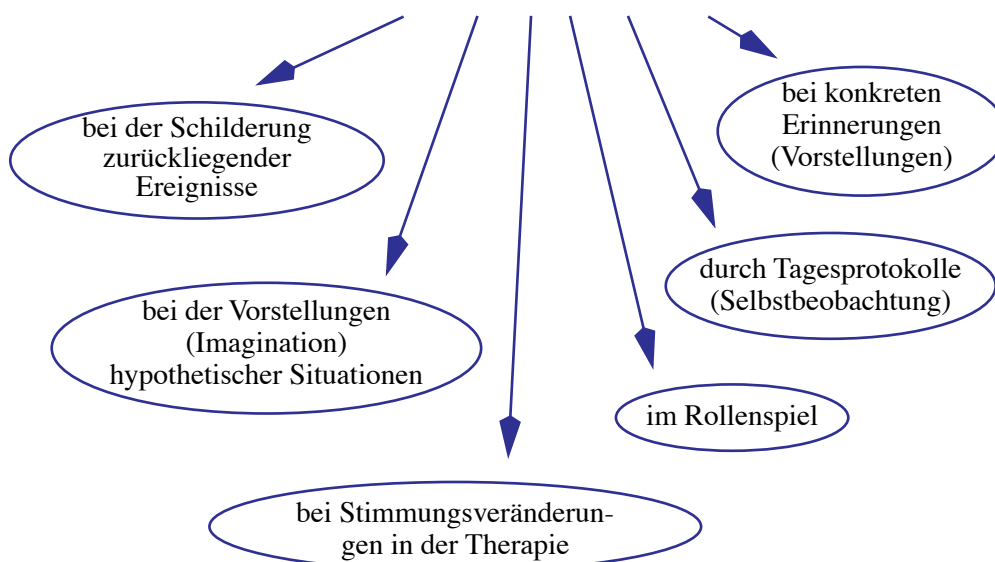 bei der Schilderung
zurückliegender
Ereignisse
bei konkreten
Erinnerungen
(Vorstellungen)
bei der Vorstellungen
(Imagination)
hypothetischer Situationen
durch Tagesprotokolle
(Selbstbeobachtung)
im Rollenspiel
bei Stimmungsveränderun-
gen in der Therapie